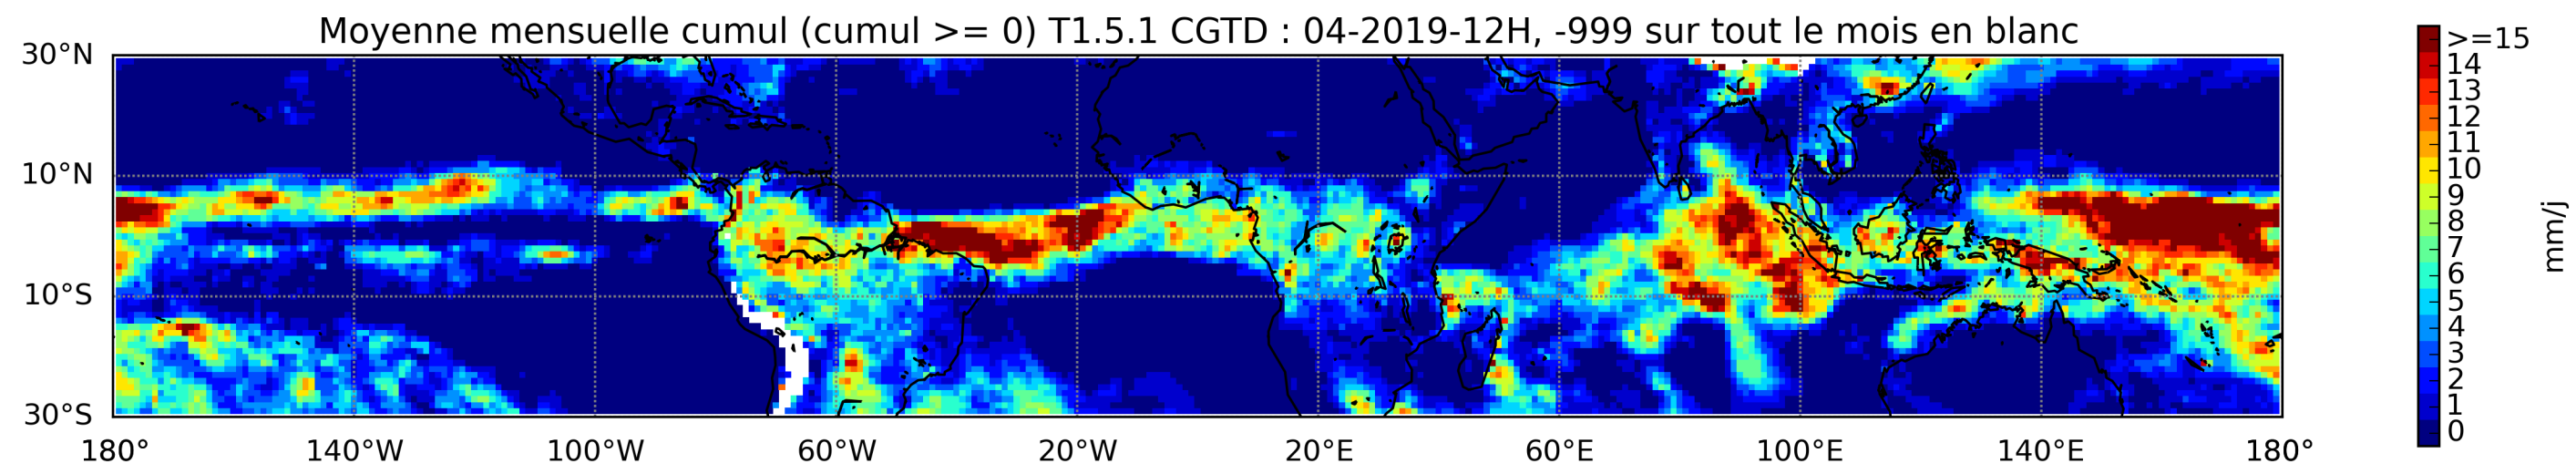 Moyenne mensuelle cumul (cumul >= 0) T1.5.1 CGTD : 04-2019-12H, -999 sur tout le mois en blanc
30°N
10°N
10°S
30°S
180° 140°W 100°W 60°W 20°W 20°E 60°E 100°E 140°E 180°
>=15
14
13
12
11
10
9
8
7
6
5
4
3
2
1
0
mm/j